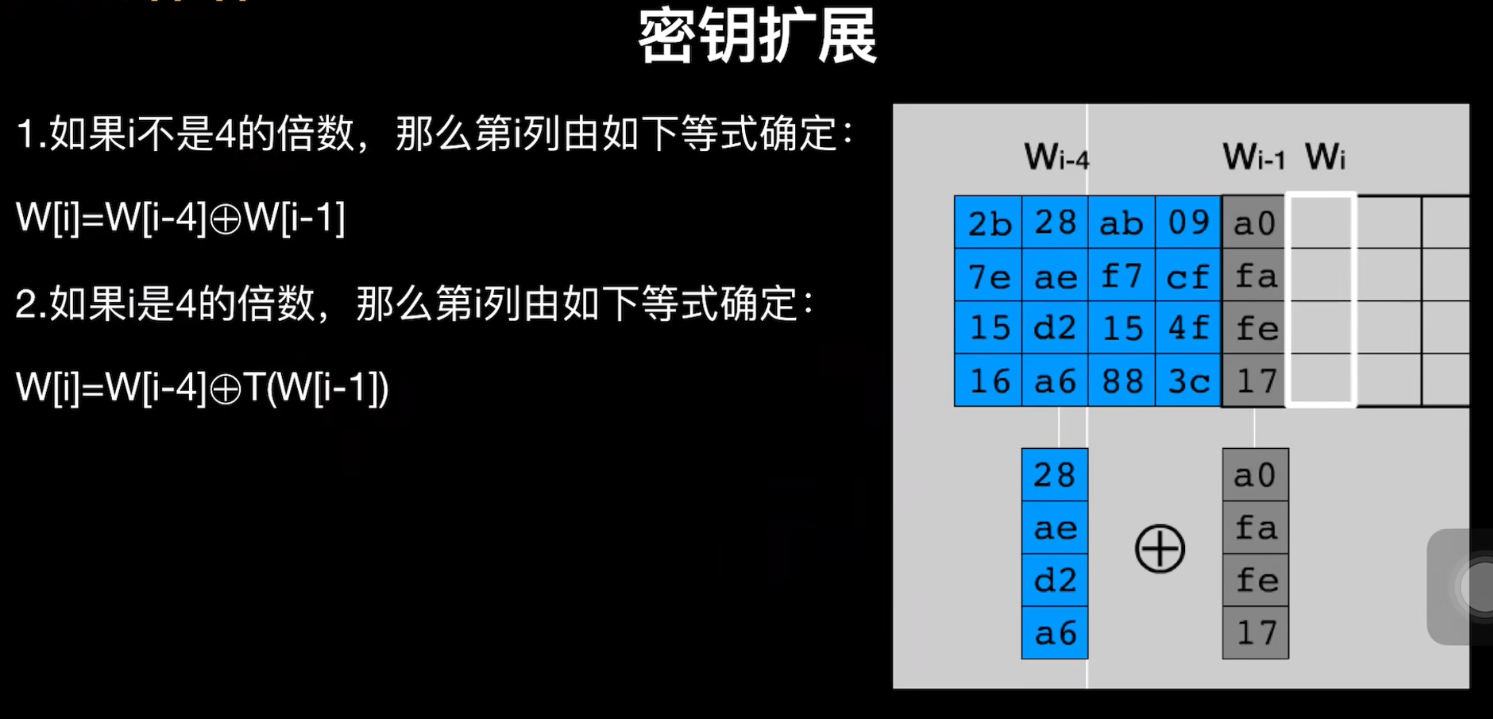 密钥扩展
1.如果i不是4的倍数，那么第i列由如下等式确定：
W[i]=W[i-4]⊕W[i-1]
2.如果i是4的倍数，那么第i列由如下等式确定：
W[i]=W[i-4]⊕T(W[i-1])
Wi-4 Wi-1 Wi
2b 28 ab 09 a0
7e ae f7 cf fa
15 d2 15 4f fe
16 a6 88 3c 17
28 a0
ae ⊕ fa
d2 fe
a6 17